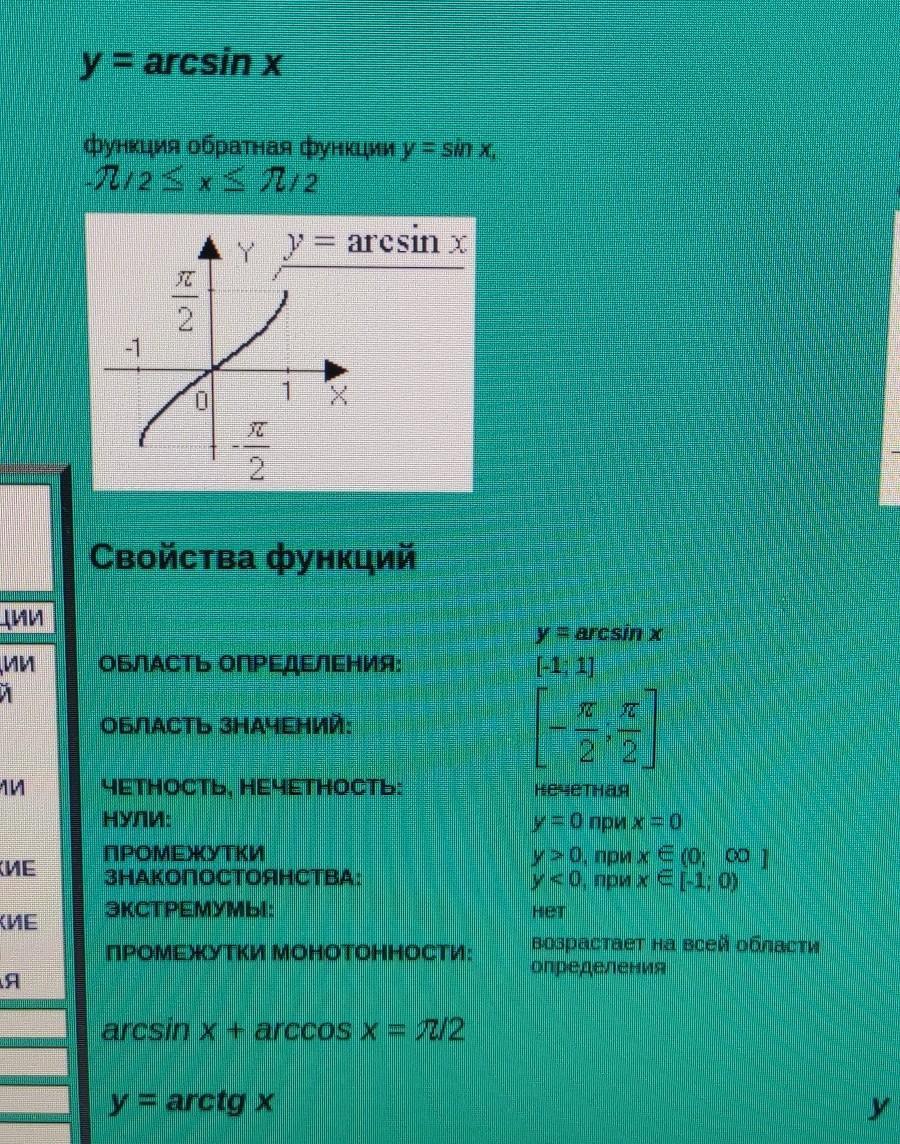 y = arcsin x
функция обратная функции y = sin x,
-π/2 ≤ x ≤ π/2
y = arcsin x
Y
π
2
-1
0
1
X
-π
2
Свойства функций
y = arcsin x
ОБЛАСТЬ ОПРЕДЕЛЕНИЯ: [-1; 1]
ОБЛАСТЬ ЗНАЧЕНИЙ: [-π/2; π/2]
ЧЕТНОСТЬ, НЕЧЕТНОСТЬ: нечетная
НУЛИ: y = 0 при x = 0
ПРОМЕЖУТКИ
ЗНАКОПОСТОЯНСТВА:
y > 0, при x ∈ (0; ∞ ]
y < 0, при x ∈ [-1; 0)
ЭКСТРЕМУМЫ: нет
ПРОМЕЖУТКИ МОНОТОННОСТИ:
возрастает на всей области
определения
arcsin x + arccos x = π/2
y = arctg x
y
ЦИИ
ЦИИ
Й
ИИ
КИЕ
КИЕ
АЯ